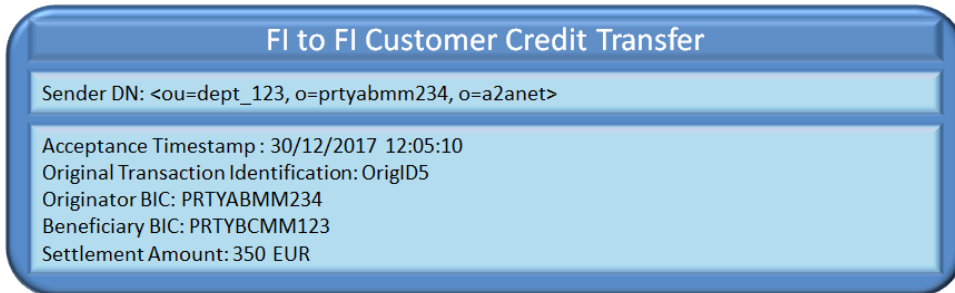 FI to FI Customer Credit Transfer
Sender DN: <ou=dept_123, o=prtyabmm234, o=a2anet>
Acceptance Timestamp : 30/12/2017 12:05:10
Original Transaction Identification: OrigID5
Originator BIC: PRTYABMM234
Beneficiary BIC: PRTYBCMM123
Settlement Amount: 350 EUR